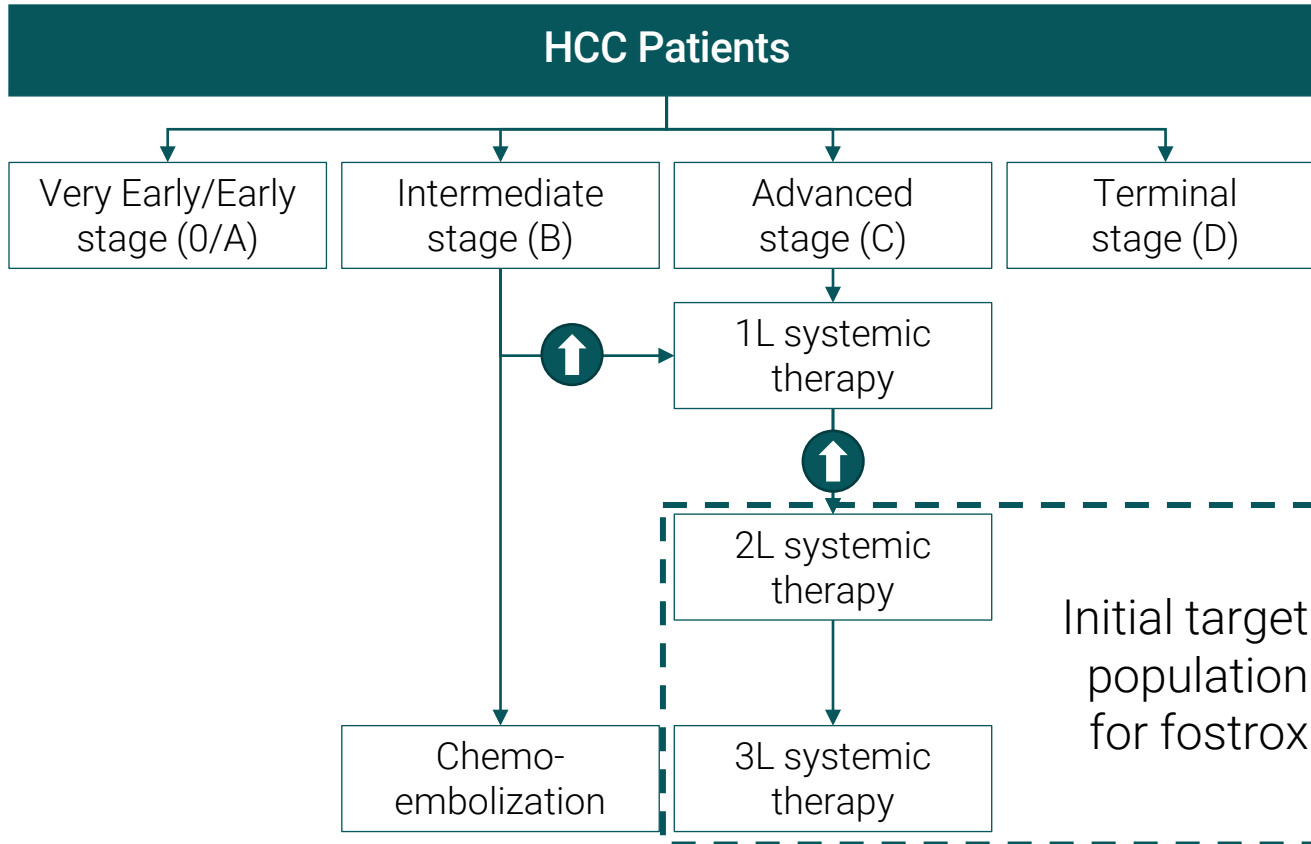 HCC Patients
Very Early/Early
stage (0/A)
Intermediate
stage (B)
Advanced
stage (C)
Terminal
stage (D)
1L systemic
therapy
2L systemic
therapy
Initial target
population
for fostrox
Chemo-
embolization
3L systemic
therapy